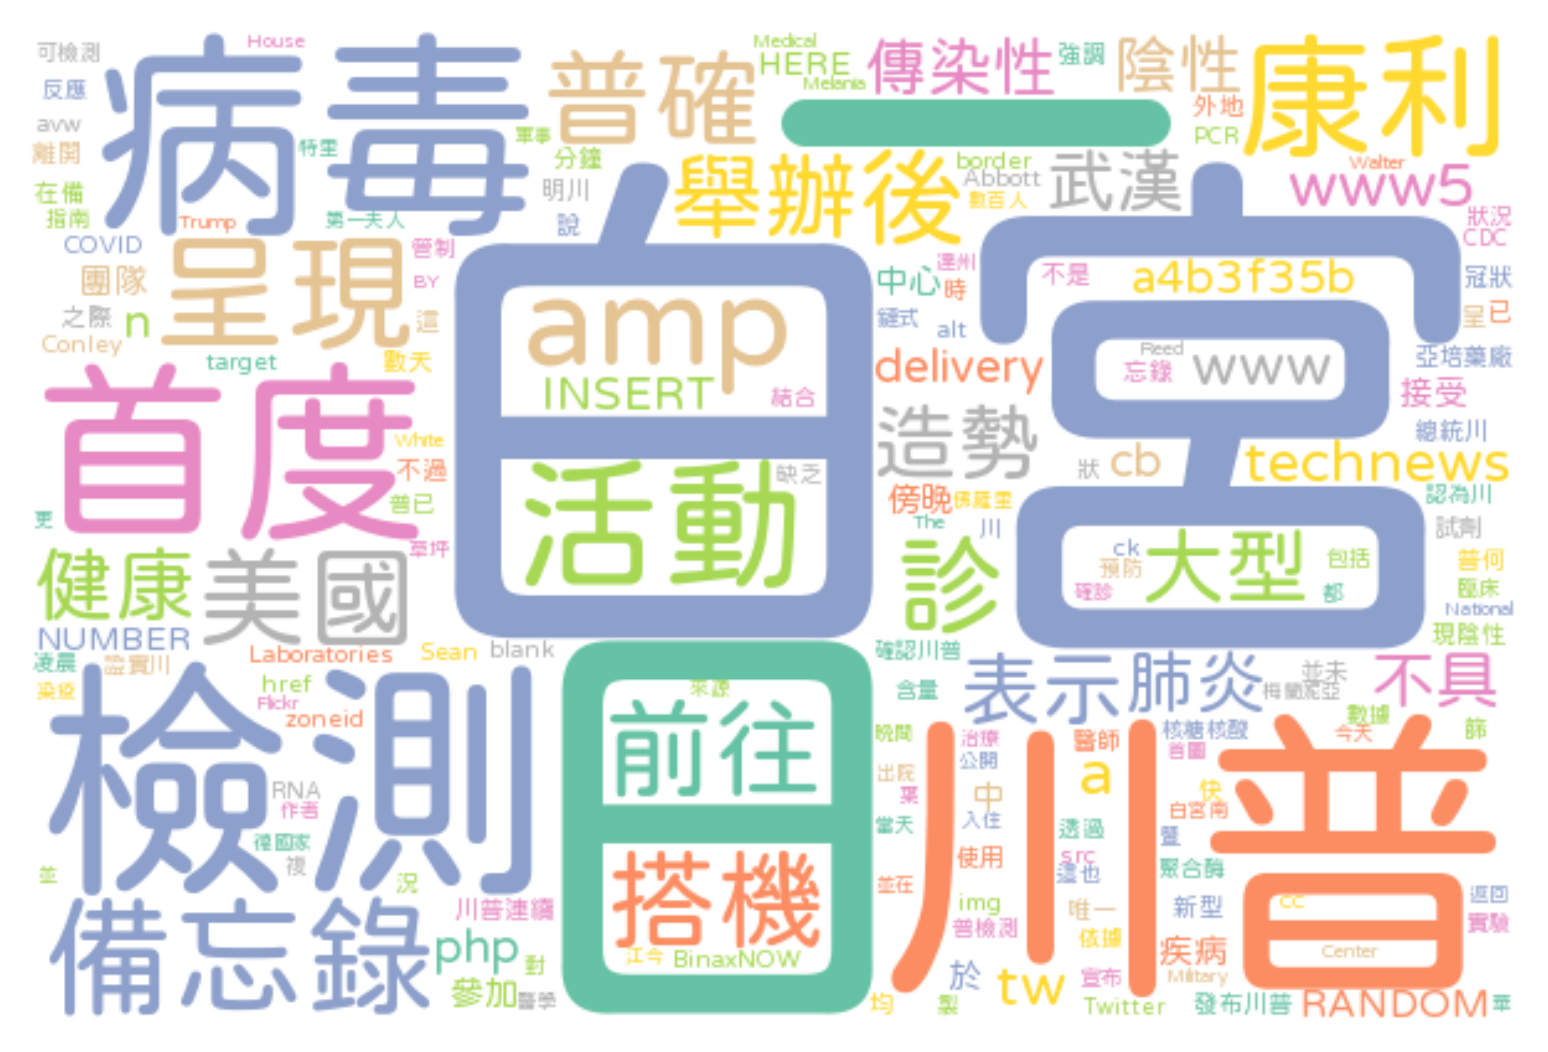 可檢測
House
病毒
普確
Medical
HERE
Melania
傳染性
強調
陰性
康利
反應
avw
離開
特里
軍事
分鐘
一
外地
PCR
在備
指南
Trump
第一夫人
明川
說
舉辦後
border
Abbott
數百人
武漢
Walter
www5
狀況
CDC
COVID
團隊
呈現
管制
BY
白宮
中心
達州
時
不是
a4b3f35b
冠狀
之際
n
這
amp
鏈式
alt
呈
已
Conley
target
數天
INSERT
結合
delivery
Reed
忘錄
www
亞培藥廠
接受
首度
White
不過
普已
活動
缺乏
造勢
狀
cb
總統川
technews
更
草坪
傍晚
佛薩里
The
川
認為川
試劑
健康
美國
診
ck
預防
確診
大型
包括
都
普何
臨床
National
現陰性
NUMBER
凌晨
證實川
Laboratories
Sean
blank
確認川普
表示
肺炎
並未
梅蘭妮亞
不具
染疫
href
Flickr
zoneid
日
來源
含量
數據
檢測
前往
晚間
治療
公開
醫師
核糖核酸
首圖
今天
篩
RNA
作者
出院
葉
中
a
快
白宮南
川普
德國家
複
當天
入住
透過
暨
並
況
搭機
並在
使用
src
這也
聚合酶
備忘錄
川普連續
img
普檢測
唯一
依據
新型
CC
返回
實驗
php
對
江今
BinaxNOW
於
疾病
Center
參加
醫學
均
製
tw
宣布
Twitter
Military
發布川普
RANDOM
華